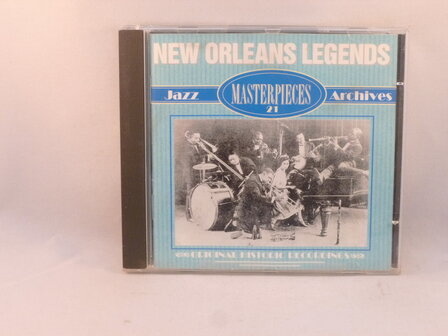 NEW ORLEANS LEGENDS
Jazz MASTERPIECES Archives
21
ORIGINAL HISTORIC RECORDINGS